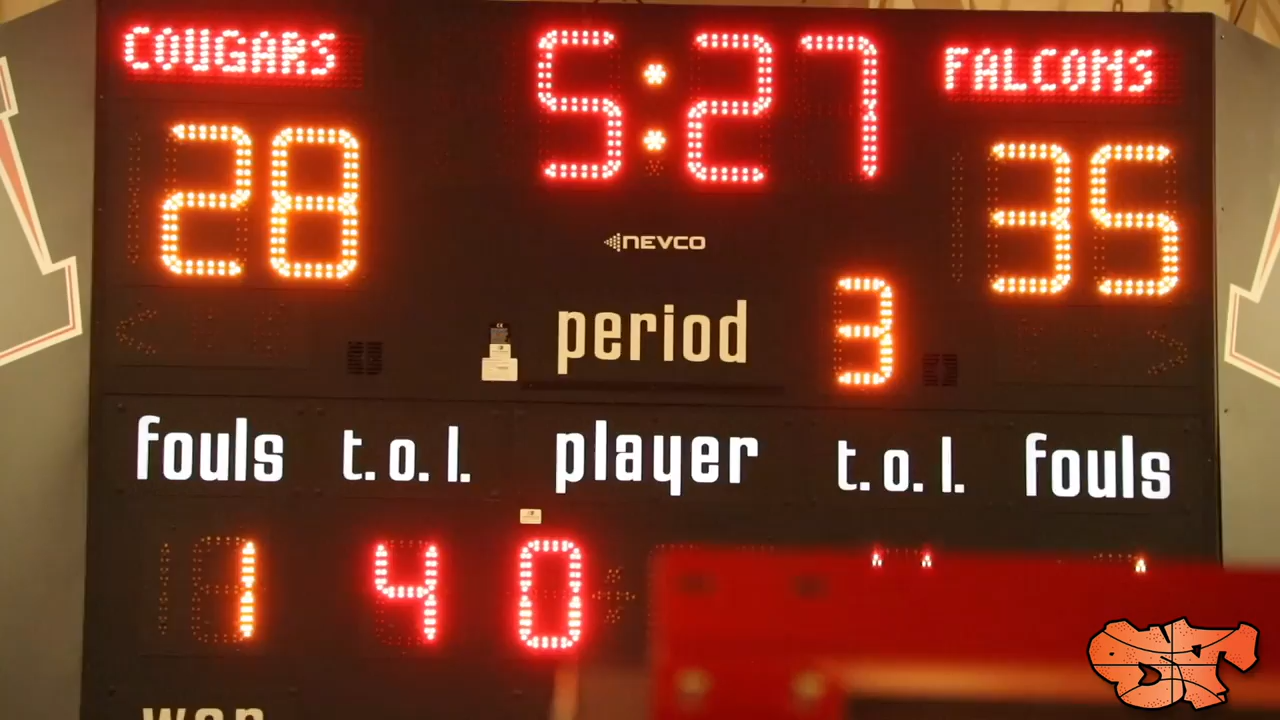 COUGARS 5:27 FALCONS
28 35
NEVCO
period 3
fouls t.o.l. player t.o.l. fouls
1 4 0